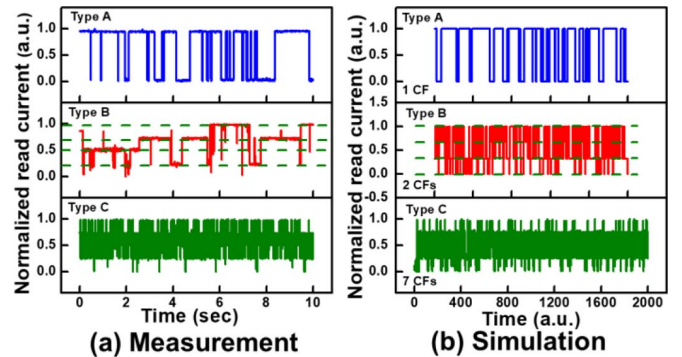 Normalized read current (a.u.)
Type A
1.0
0.5
0.0
Type B
1.0
0.5
0.0
Type C
1.0
0.5
0.0
0 2 4 6 8 10
Time (sec)
(a) Measurement
Normalized read current (a.u.)
Type A
1.0
0.5
0.0
1 CF
1.5
Type B
1.0
0.5
0.0
2 CFs
-0.5
Type C
1.0
0.5
0.0
7 CFs
400 800 1200 1600 2000
Time (a.u.)
(b) Simulation